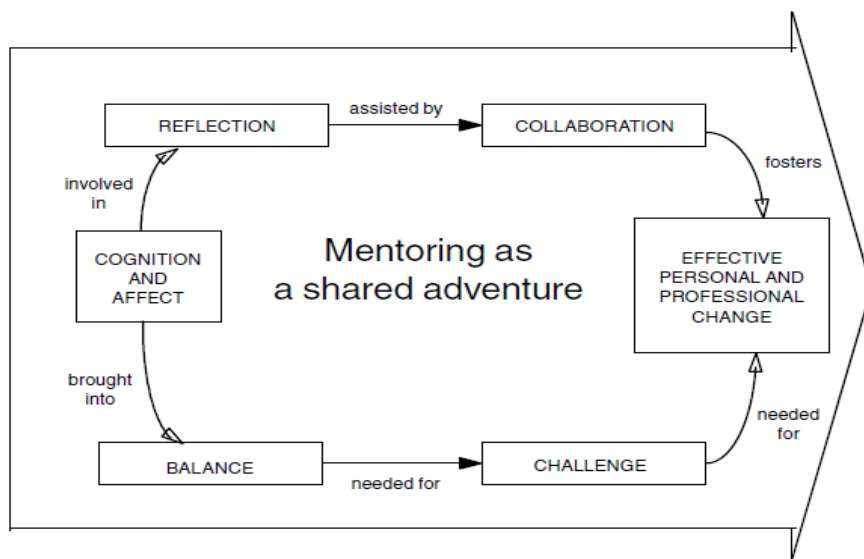 REFLECTION
assisted by
COLLABORATION
involved
in
fosters
COGNITION
AND
AFFECT
Mentoring as
a shared adventure
EFFECTIVE
PERSONAL AND
PROFESSIONAL
CHANGE
brought
into
BALANCE
needed for
CHALLENGE
needed
for